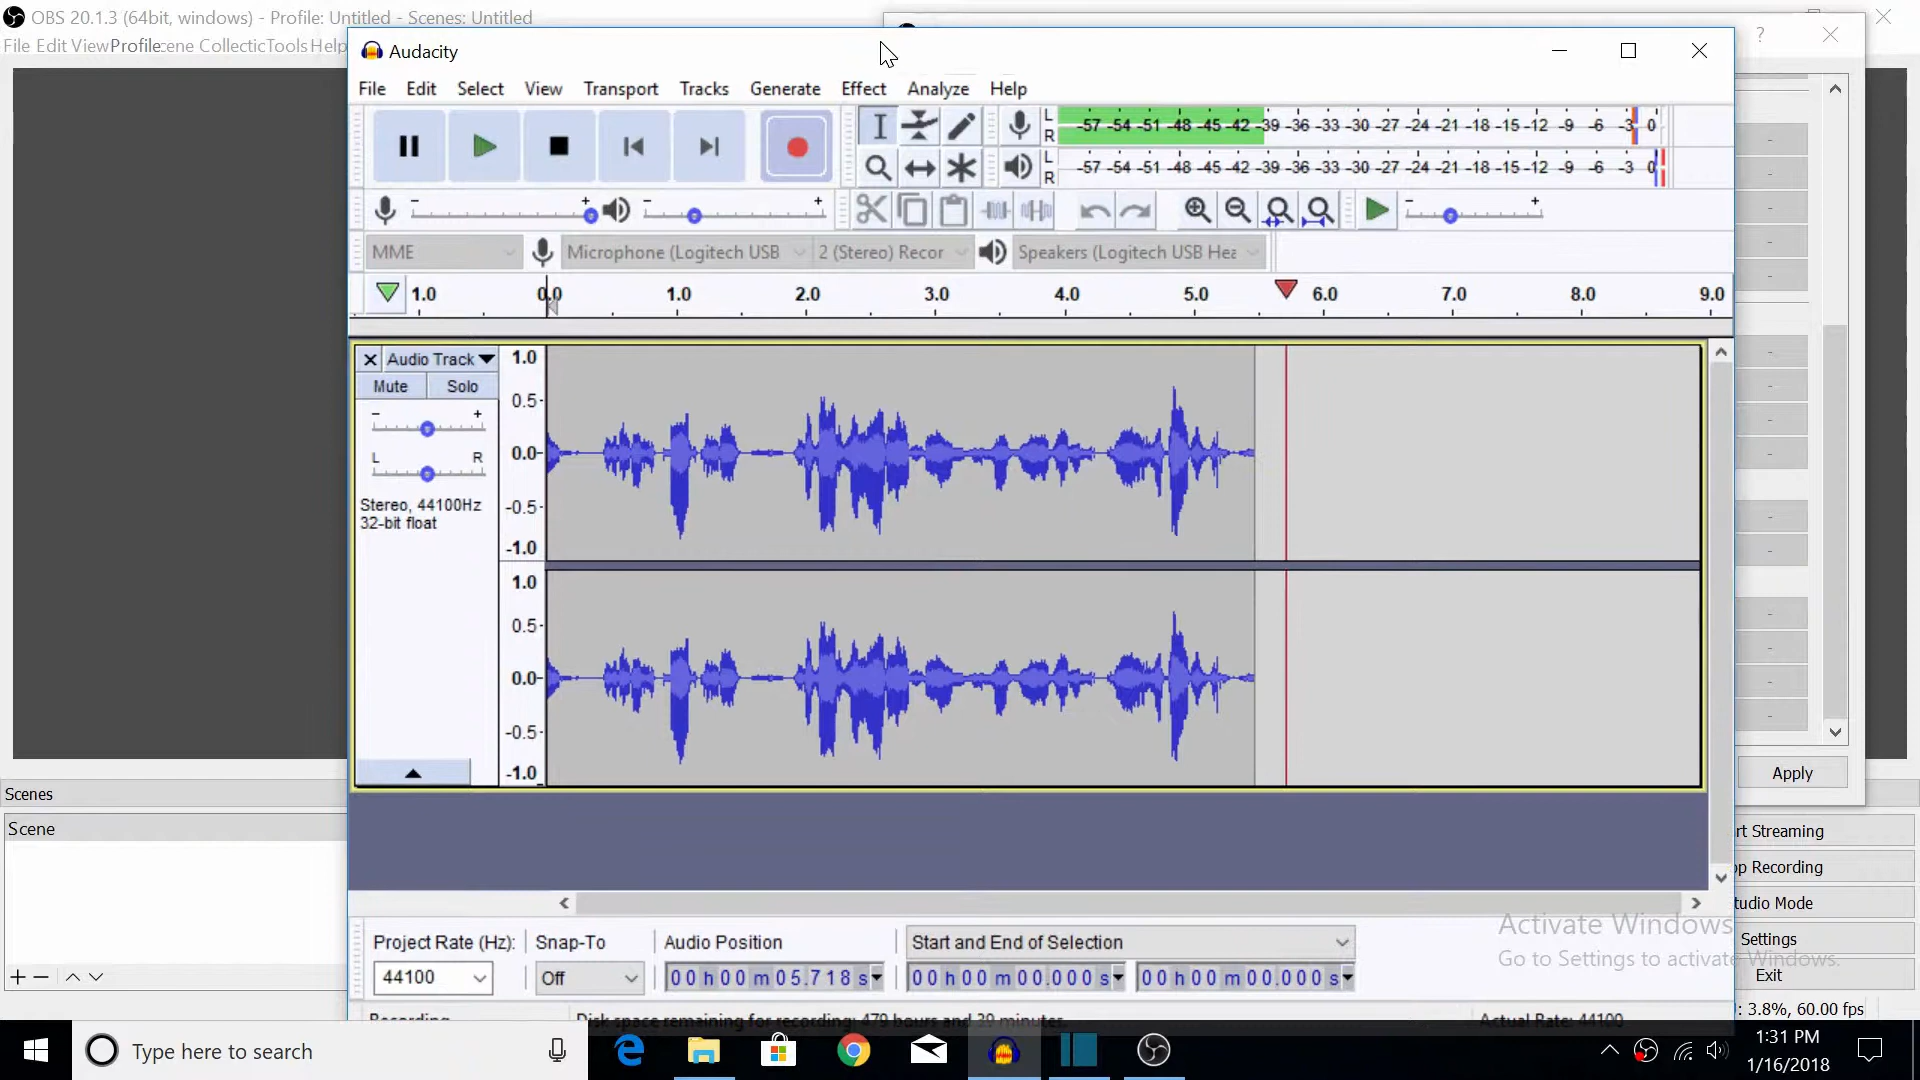 OBS 20.1.3 (64bit, windows) - Profile: Untitled - Scenes: Untitled
File Edit View Profile Tools Help
Audacity
File Edit Select View Transport Tracks Generate Effect Analyze Help
L R -57 -54 -51 -48 -45 -42 -39 -36 -33 -30 -27 -24 -21 -18 -15 -12 -9 -6 -3 0
L R -57 -54 -51 -48 -45 -42 -39 -36 -33 -30 -27 -24 -21 -18 -15 -12 -9 -6 -3 0
- + - + - +
MME Microphone (Logitech USB 2 (Stereo) Recor Speakers (Logitech USB Hea
1.0 0.0 1.0 2.0 3.0 4.0 5.0 6.0 7.0 8.0 9.0
Audio Track
Mute Solo
- +
L R
Stereo, 44100Hz
32-bit float
1.0
0.5
0.0
-0.5
-1.0
1.0
0.5
0.0
-0.5
-1.0
Apply
Scenes
Scene
rt Streaming
op Recording
tudio Mode
Settings
Exit
Activate Windows
Go to Settings to activate Windows.
Project Rate (Hz): Snap-To Audio Position Start and End of Selection
44100 Off 00 h 00 m 05.718 s 00 h 00 m 00.000 s 00 h 00 m 00.000 s
Recording Disk space remaining for recording: 479 hours and 39 minutes. Actual Rate: 44100
: 3.8%, 60.00 fps
Type here to search
1:31 PM
1/16/2018